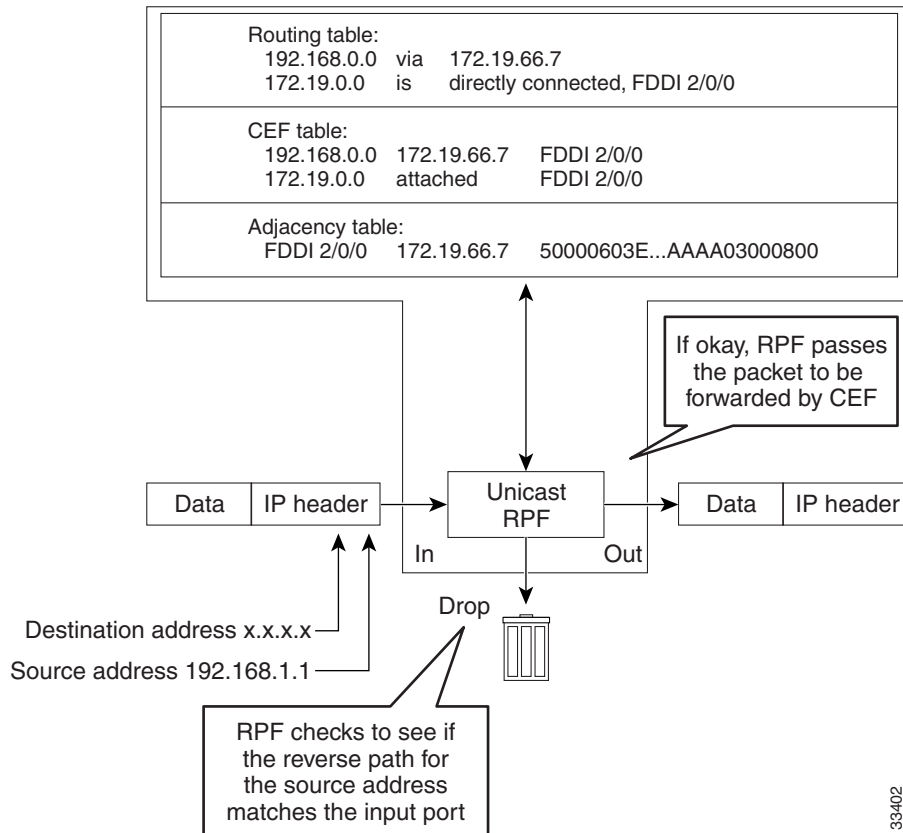 Routing table:
192.168.0.0 via 172.19.66.7
172.19.0.0 is directly connected, FDDI 2/0/0
CEF table:
192.168.0.0 172.19.66.7 FDDI 2/0/0
172.19.0.0 attached FDDI 2/0/0
Adjacency table:
FDDI 2/0/0 172.19.66.7 50000603E...AAAA03000800
If okay, RPF passes
the packet to be
forwarded by CEF
Data IP header
Unicast
RPF
Data IP header
In Out
Drop
Destination address x.x.x.x
Source address 192.168.1.1
RPF checks to see if
the reverse path for
the source address
matches the input port
33402